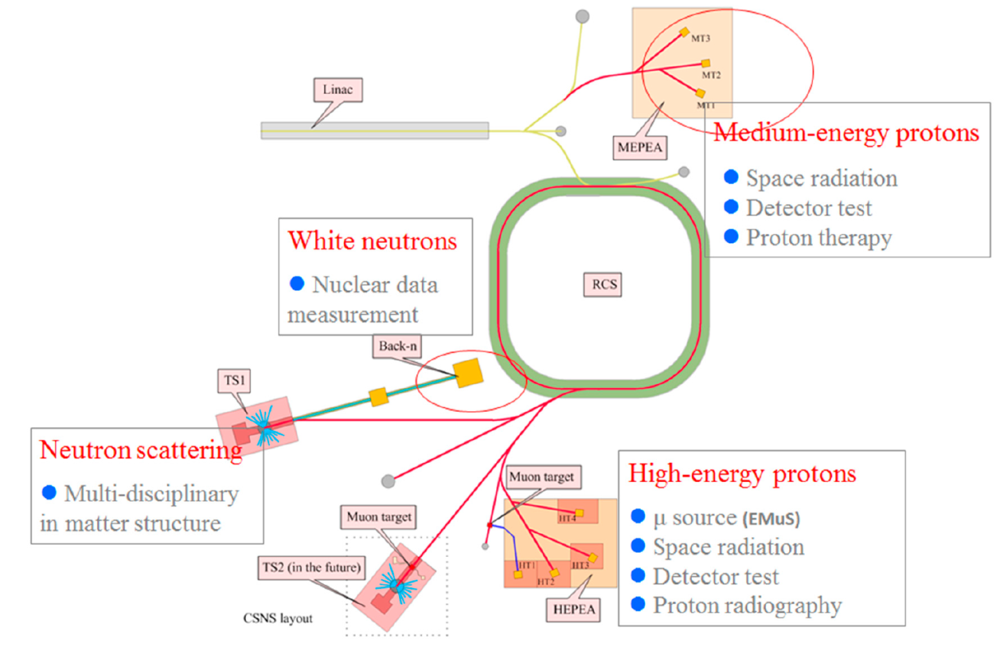 MT3
Linac
MT2
MT1
Medium-energy protons
MEPEA
Space radiation
Detector test
Proton therapy
White neutrons
Nuclear data
measurement
RCS
Back-n
TS1
Neutron scattering
Multi-disciplinary
in matter structure
Muon target
High-energy protons
μ source (EMuS)
Space radiation
Detector test
Proton radiography
Muon target
HT4
TS2 (in the future)
HT1
HT2
HT3
HEPEA
CSNS layout